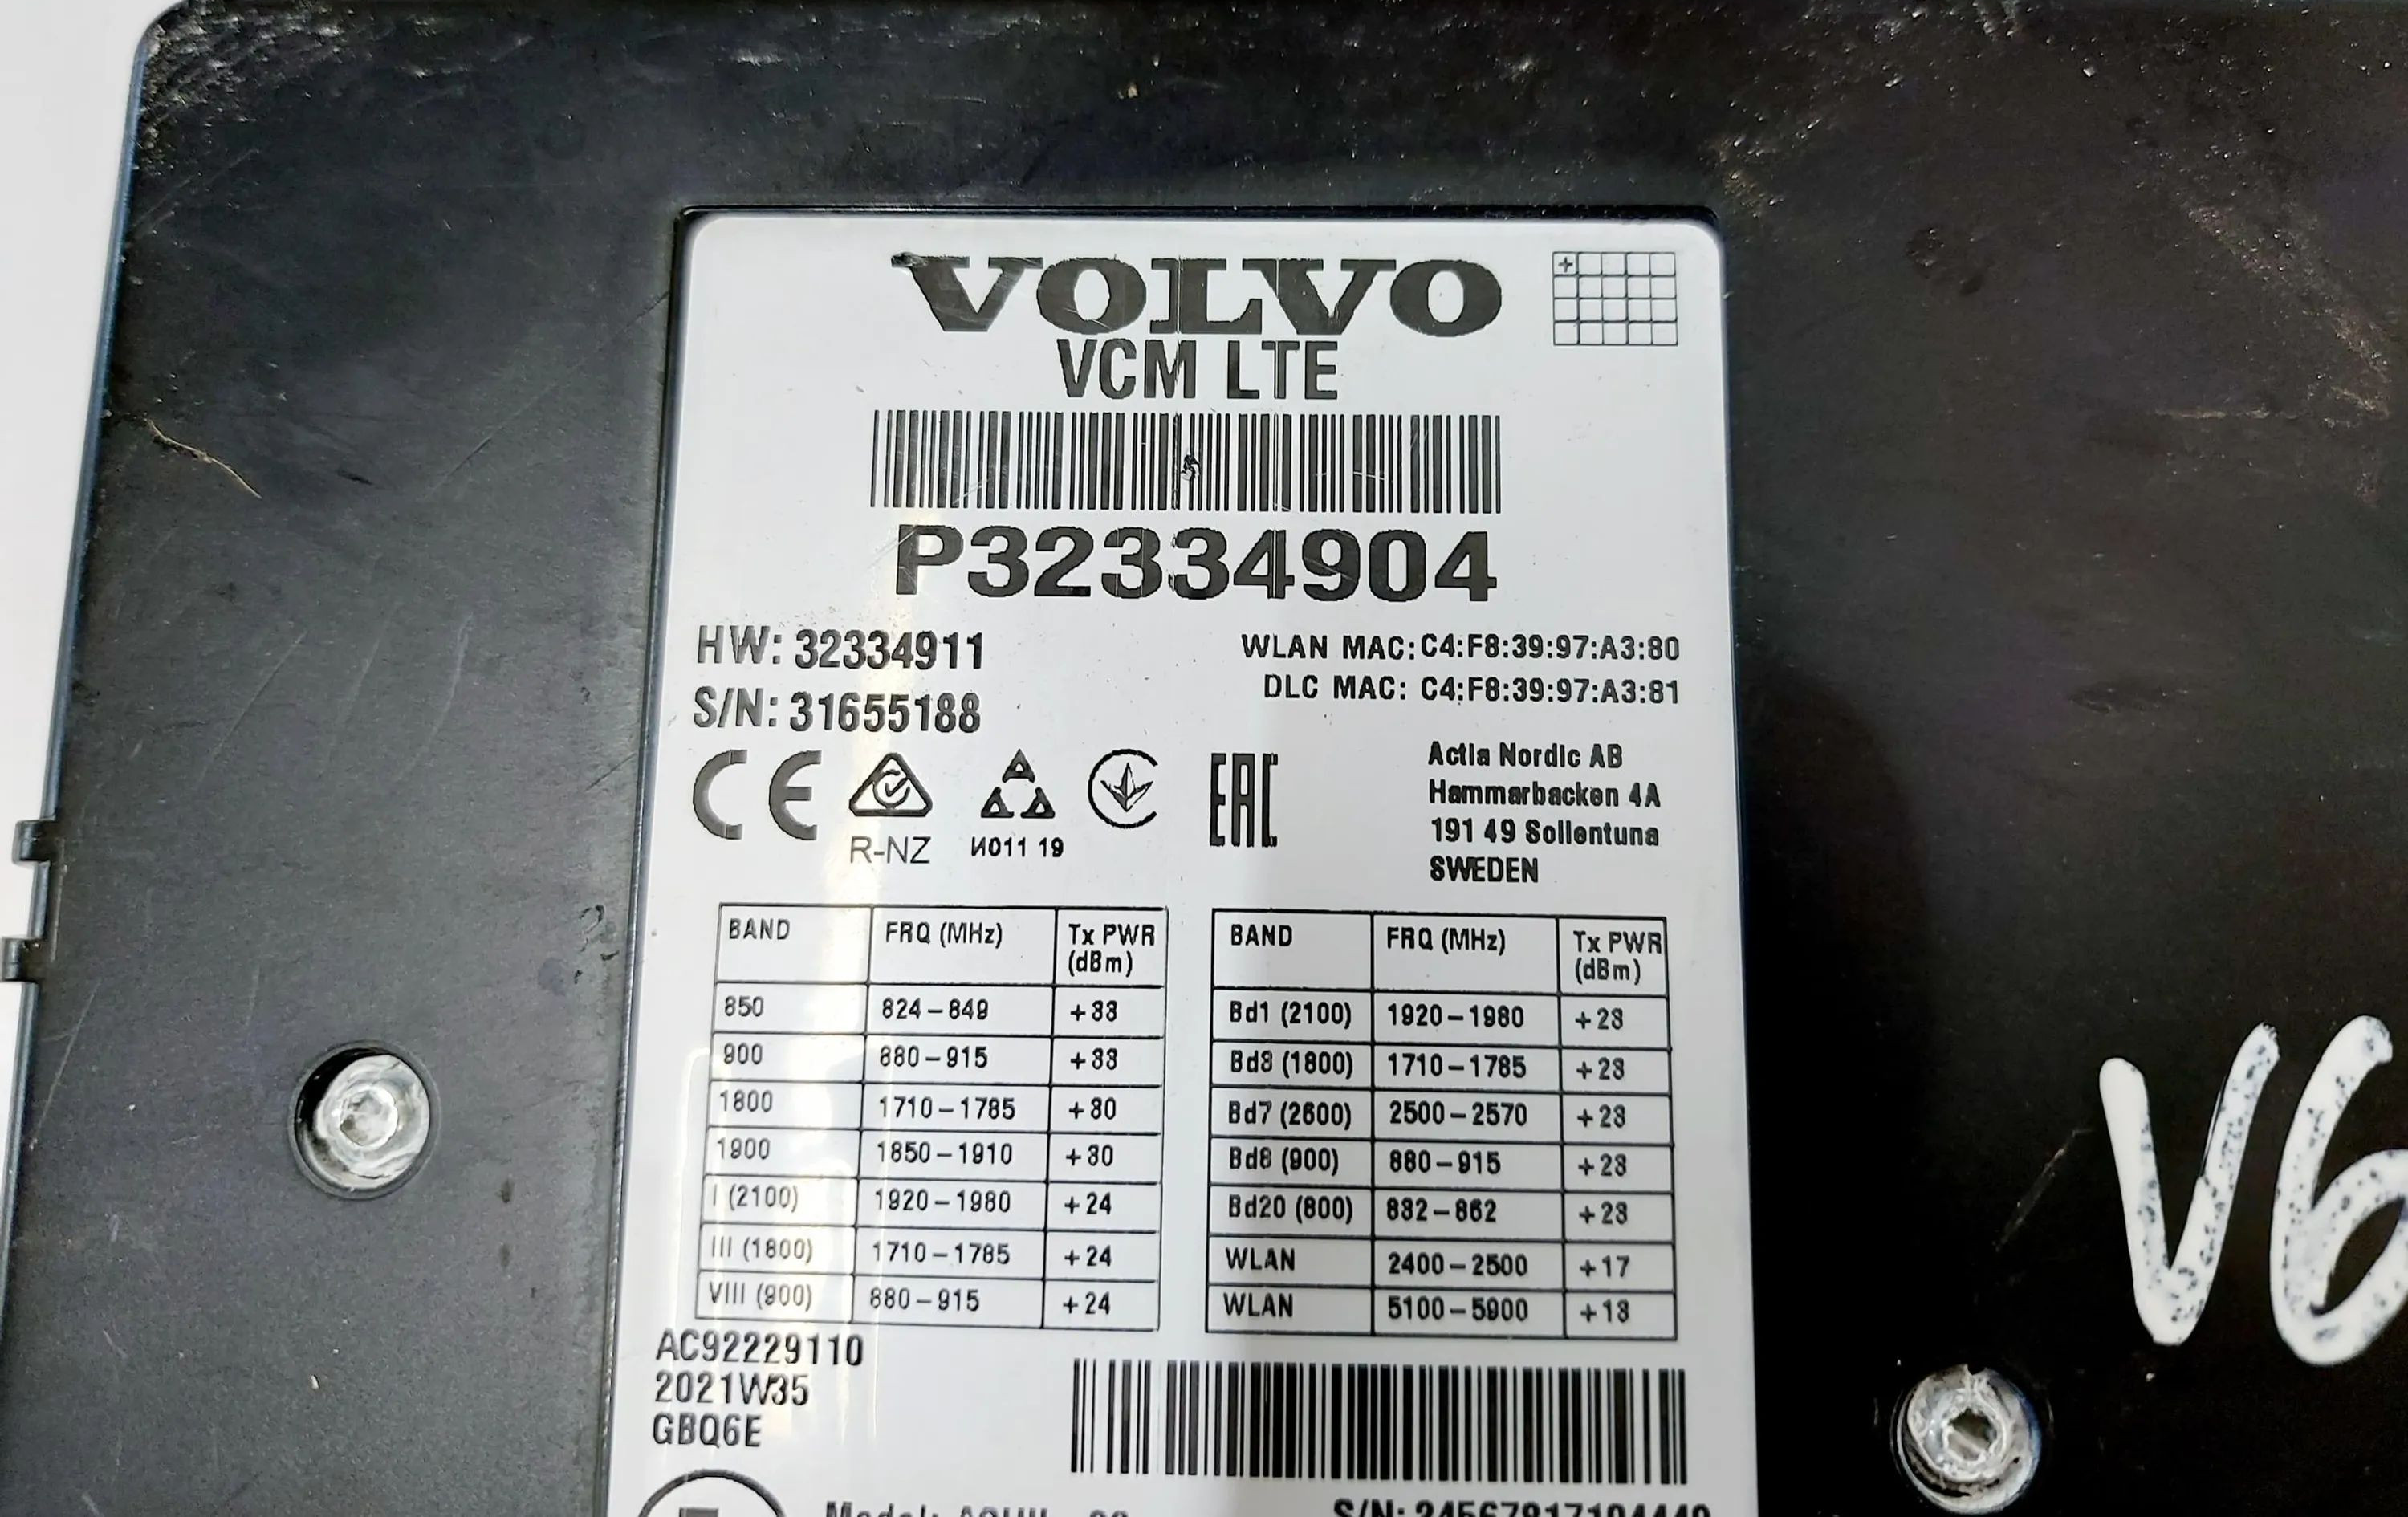 VOLVO
VCM LTE
P32334904
HW: 32334911
S/N: 31655188
WLAN MAC: C4:F8:39:97:A3:80
DLC MAC: C4:F8:39:97:A3:81
CE
R-NZ
И011 19
EAC
Actia Nordic AB
Hammarbacken 4A
191 49 Sollentuna
SWEDEN
BAND FRQ (MHz) Tx PWR (dBm)
850 824–849 +33
900 880–915 +33
1800 1710–1785 +30
1900 1850–1910 +30
I (2100) 1920–1980 +24
III (1800) 1710–1785 +24
VIII (900) 880–915 +24
BAND FRQ (MHz) Tx PWR (dBm)
Bd1 (2100) 1920–1980 +23
Bd3 (1800) 1710–1785 +23
Bd7 (2600) 2500–2570 +23
Bd8 (900) 880–915 +23
Bd20 (800) 832–862 +23
WLAN 2400–2500 +17
WLAN 5100–5900 +13
AC92229110
2021W35
GBQ6E
Model:
S/N:
V6